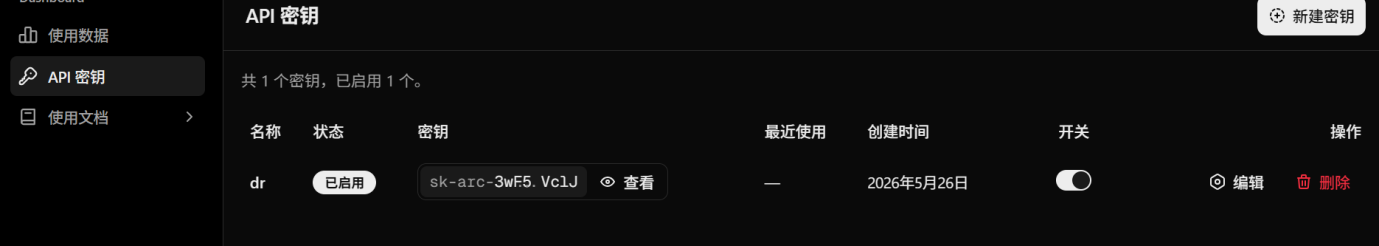 Dashboard
API 密钥
新建密钥
使用数据
API 密钥
使用文档
共 1 个密钥，已启用 1 个。
名称 状态 密钥 最近使用 创建时间 开关 操作
dr 已启用 sk-arc-3wF5.VclJ 查看 — 2026年5月26日 编辑 删除